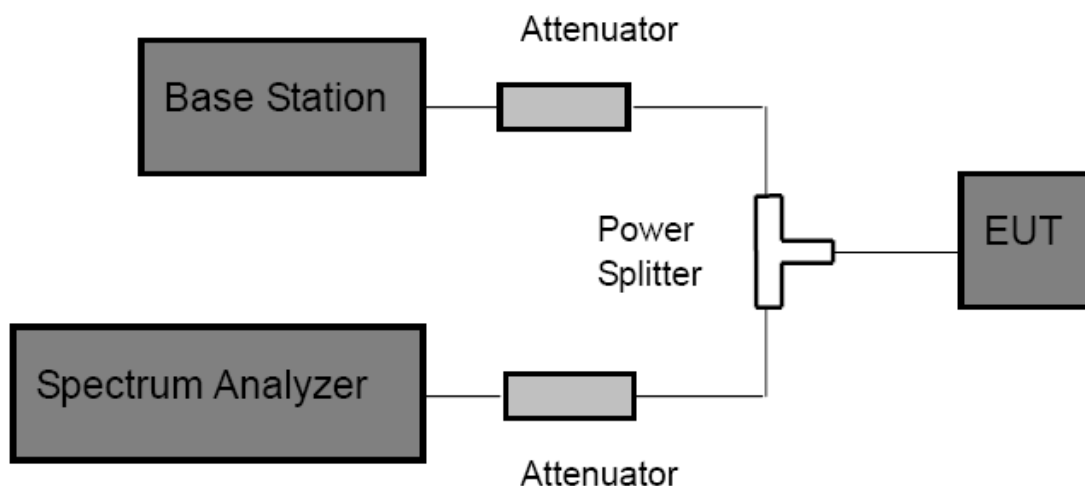 Attenuator
Base Station
Power
Splitter
EUT
Spectrum Analyzer
Attenuator